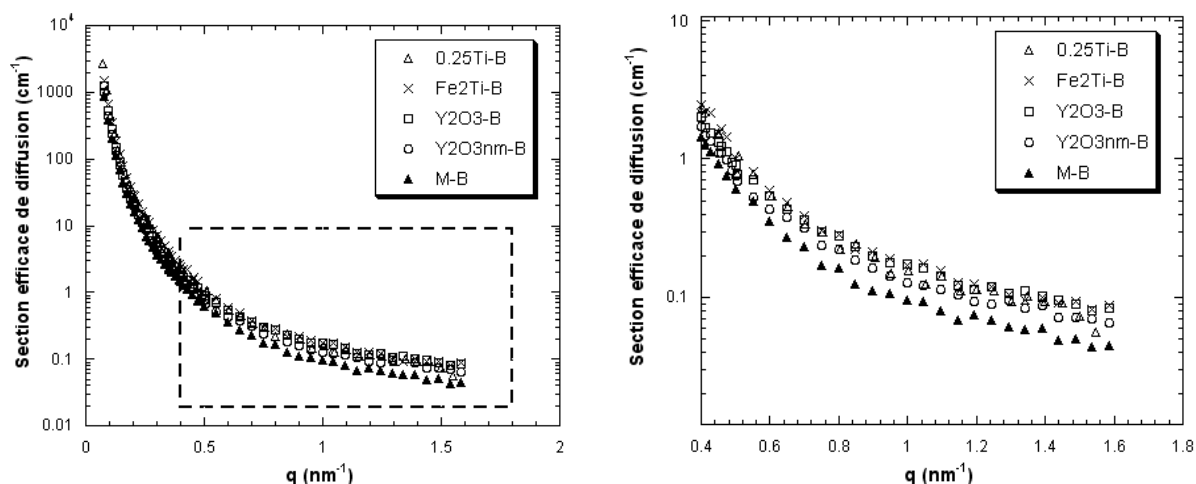 Section efficace de diffusion (cm⁻¹)
10⁴
1000
100
10
1
0.1
0.01
0
0.5
1
1.5
2
q (nm⁻¹)
0.25Ti-B
Fe2Ti-B
Y2O3-B
Y2O3nm-B
M-B
Section efficace de diffusion (cm⁻¹)
10
1
0.1
0.4
0.6
0.8
1
1.2
1.4
1.6
1.8
q (nm⁻¹)
0.25Ti-B
Fe2Ti-B
Y2O3-B
Y2O3nm-B
M-B